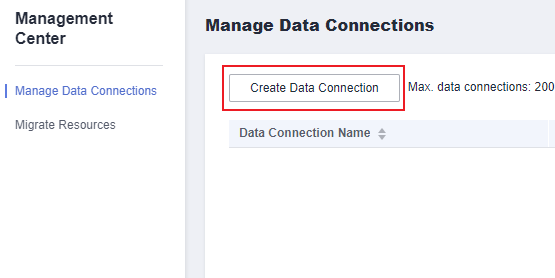 Management
Center
Manage Data Connections
Migrate Resources
Manage Data Connections
Create Data Connection
Max. data connections: 200
Data Connection Name